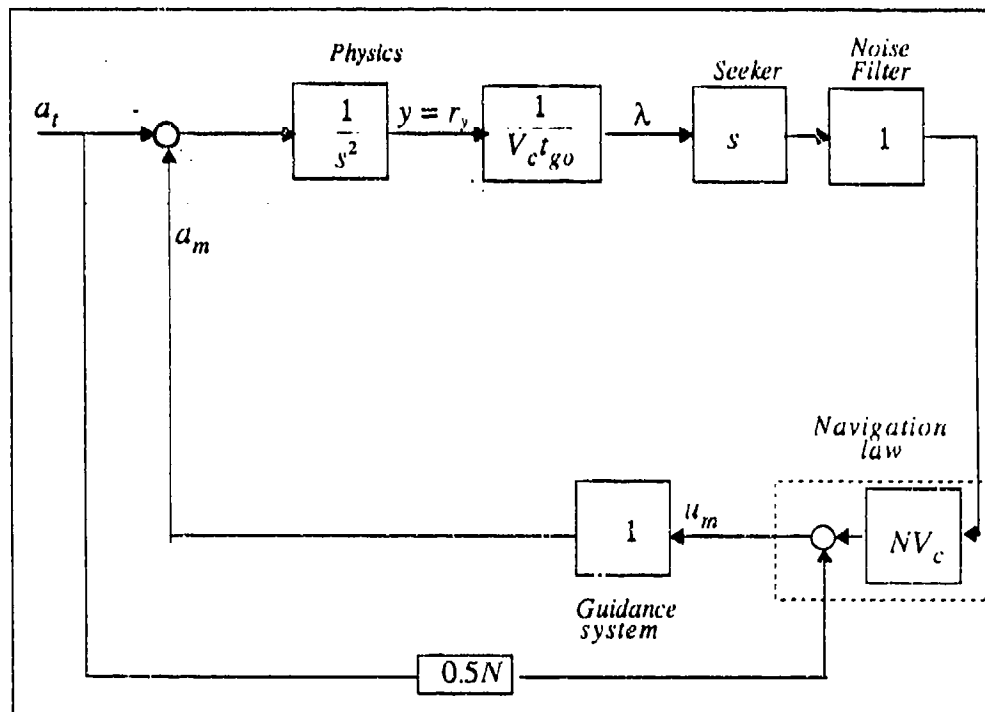 Physics
Seeker
Noise
Filter
a_t
1
s^2
y = r_y
1
V_c t_go
λ
s
1
a_m
Navigation
law
u_m
1
NV_c
Guidance
system
0.5N